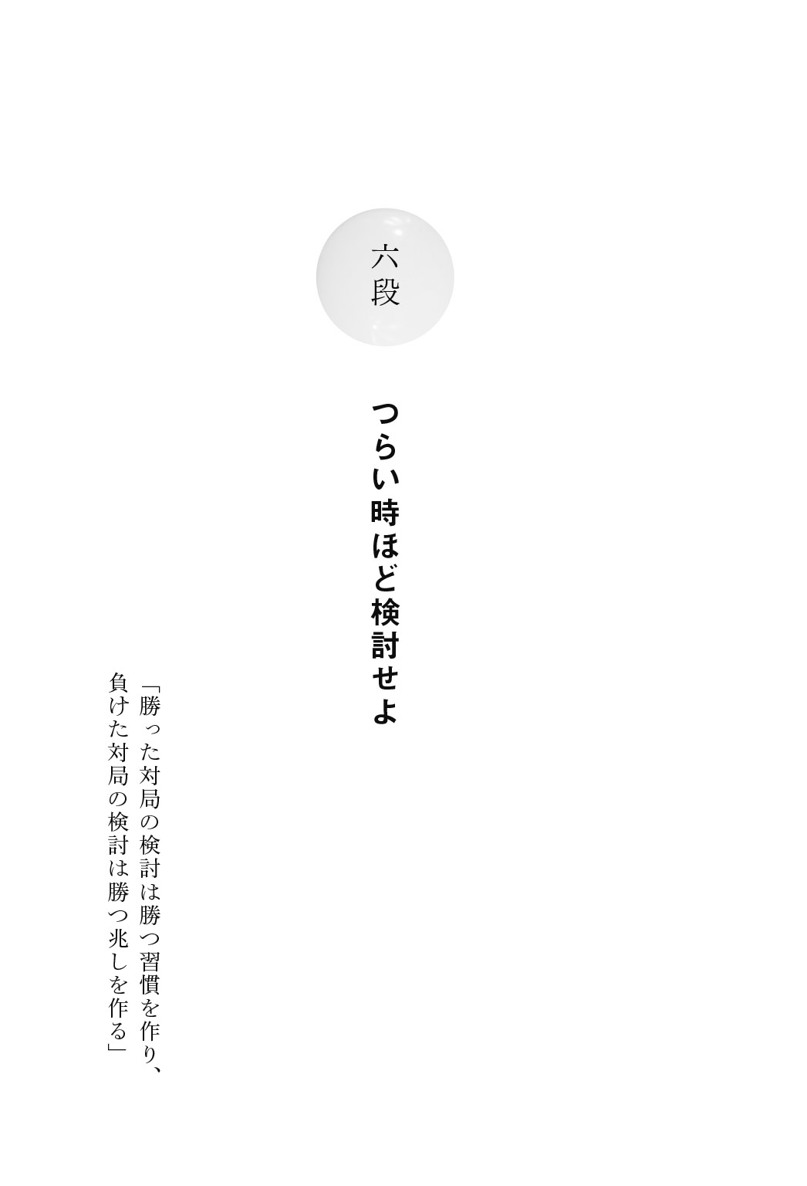 六段
つらい時ほど検討せよ
「勝った対局の検討は勝つ習慣を作り、
負けた対局の検討は勝つ兆しを作る」